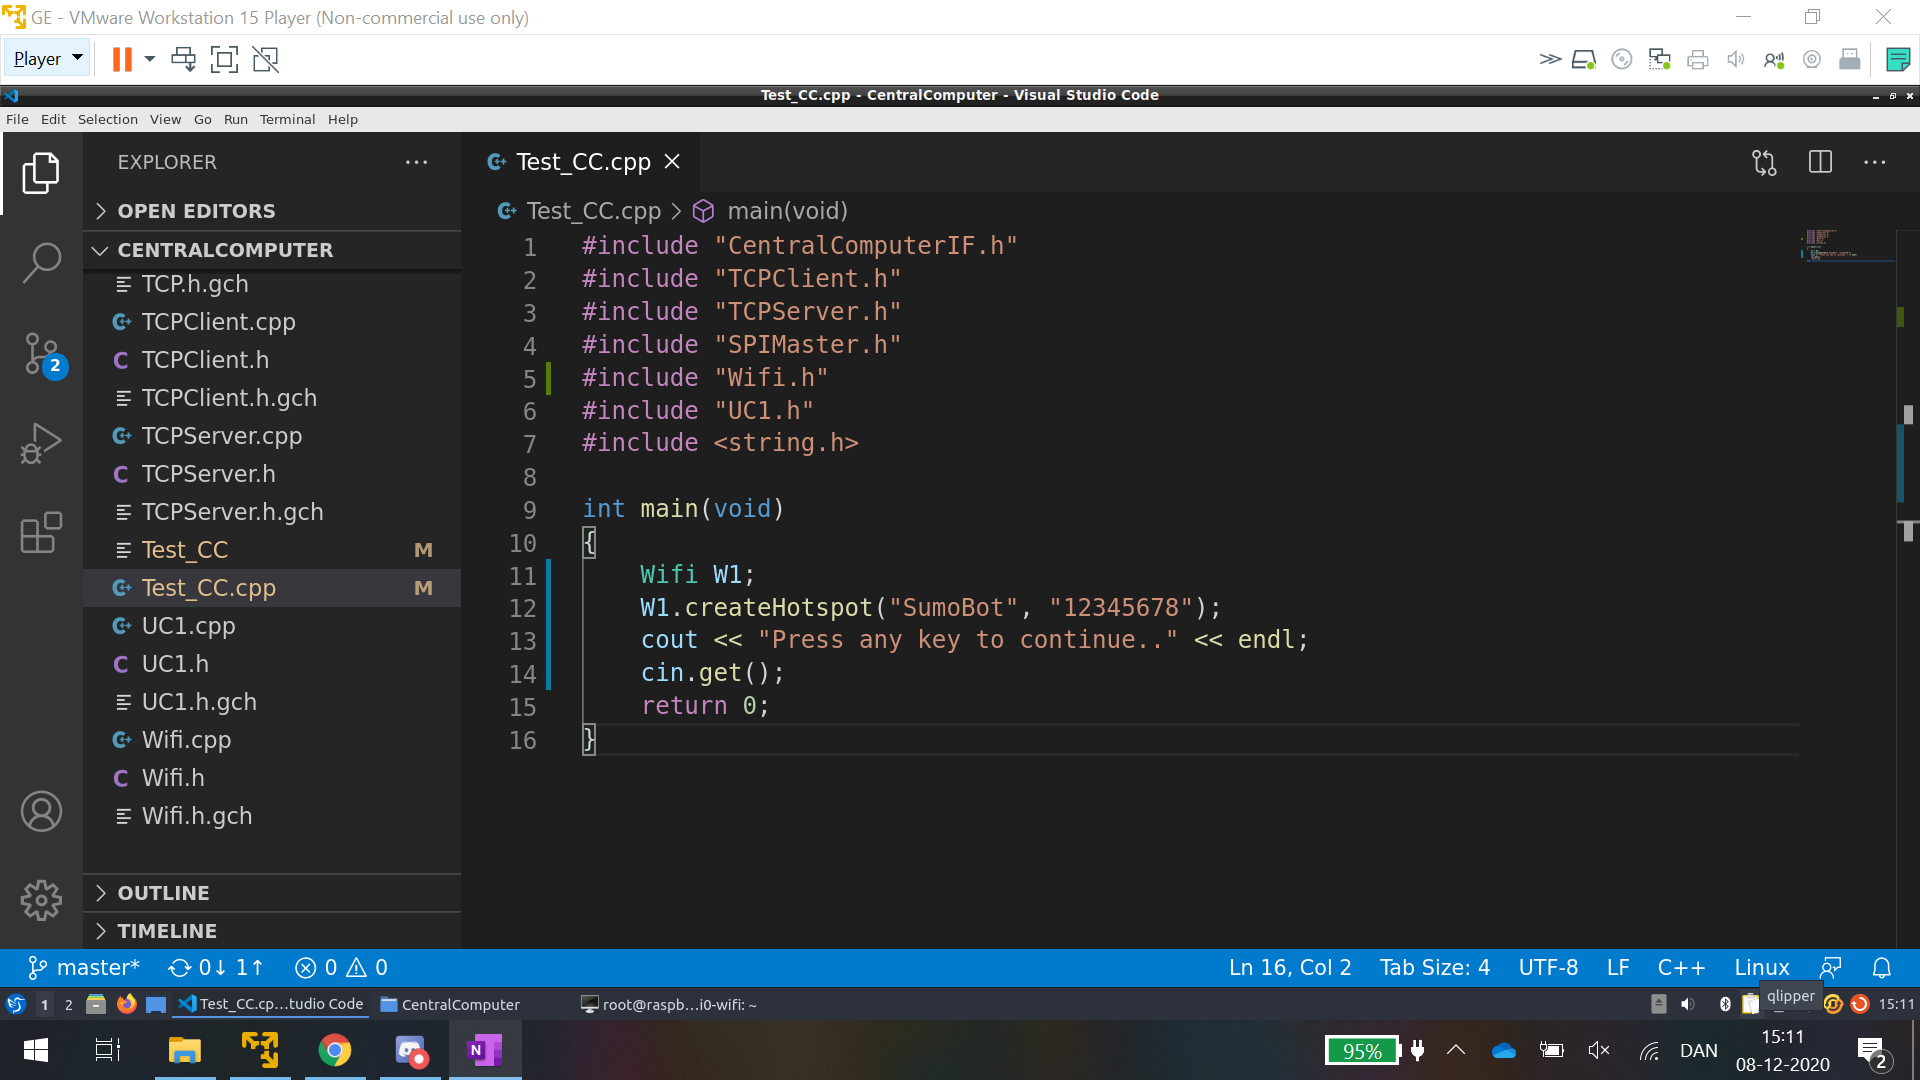 GE - VMware Workstation 15 Player (Non-commercial use only)
Player
Test_CC.cpp - CentralComputer - Visual Studio Code
File Edit Selection View Go Run Terminal Help
EXPLORER
OPEN EDITORS
CENTRALCOMPUTER
TCP.h.gch
TCPClient.cpp
TCPClient.h
TCPClient.h.gch
TCPServer.cpp
TCPServer.h
TCPServer.h.gch
Test_CC M
Test_CC.cpp M
UC1.cpp
UC1.h
UC1.h.gch
Wifi.cpp
Wifi.h
Wifi.h.gch
OUTLINE
TIMELINE
2
Test_CC.cpp
Test_CC.cpp > main(void)
1 #include "CentralComputerIF.h"
2 #include "TCPClient.h"
3 #include "TCPServer.h"
4 #include "SPIMaster.h"
5 #include "Wifi.h"
6 #include "UC1.h"
7 #include <string.h>
8
9 int main(void)
10 {
11 Wifi W1;
12 W1.createHotspot("SumoBot", "12345678");
13 cout << "Press any key to continue.." << endl;
14 cin.get();
15 return 0;
16 }
master* 0↓ 1↑ 0 0 Ln 16, Col 2 Tab Size: 4 UTF-8 LF C++ Linux
qlipper
1 2 Test_CC.cp...tudio Code CentralComputer root@raspb...i0-wifi: ~ 15:11
95% DAN 15:11
08-12-2020 2